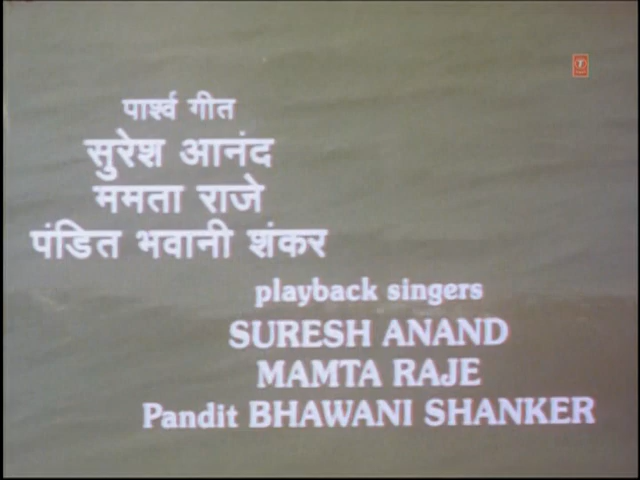 पार्श्व गीत
सुरेश आनंद
ममता राजे
पंडित भवानी शंकर
playback singers
SURESH ANAND
MAMTA RAJE
Pandit BHAWANI SHANKER